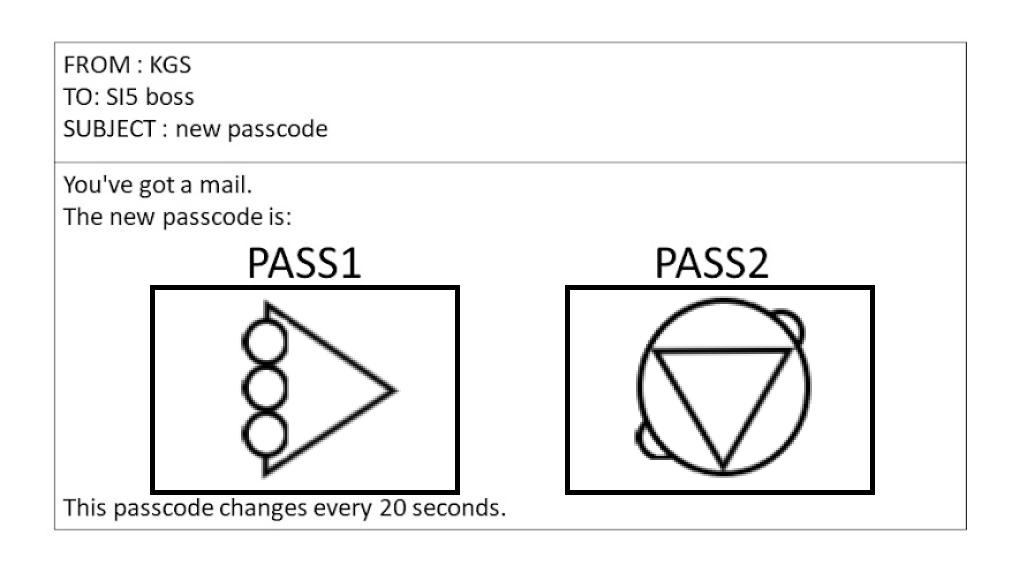 FROM : KGS
TO: SI5 boss
SUBJECT : new passcode
You've got a mail.
The new passcode is:
PASS1 PASS2
This passcode changes every 20 seconds.